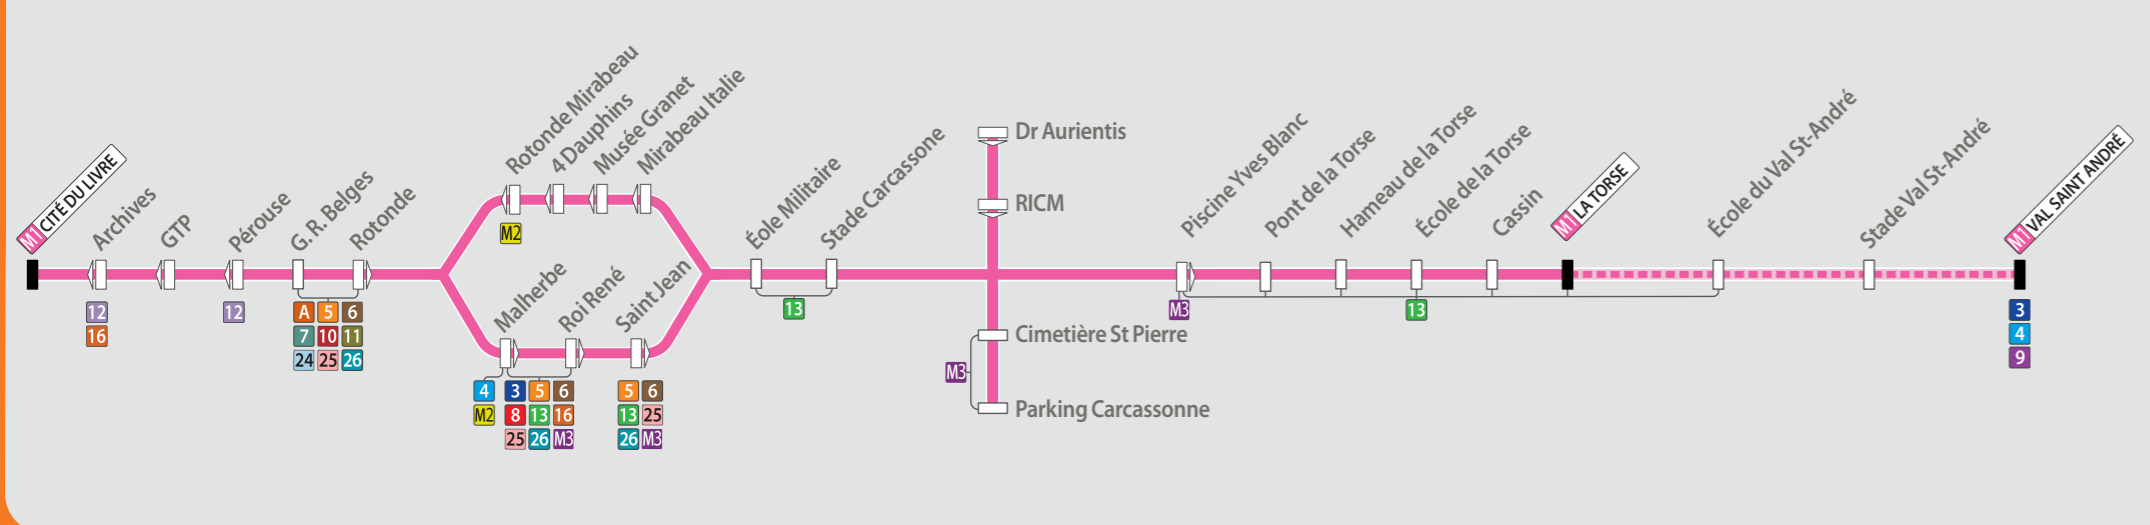 M1 CITÉ DU LIVRE
Archives
GTP
Pérouse
G. R. Belges
Rotonde
12
16
12
A 5 6
7 10 11
24 25 26
Rotonde Mirabeau
4 Dauphins
Musée Granet
Mirabeau Italie
M2
Malherbe
Roi René
Saint Jean
4
M2
3 5 6
8 13 16
25 26 M3
5 6
13 25
26 M3
Éole Militaire
Stade Carcassone
13
Dr Aurientis
RICM
Cimetière St Pierre
M3
Parking Carcassonne
Piscine Yves Blanc
Pont de la Torse
Hameau de la Torse
École de la Torse
Cassin
M3
13
M1 LA TORSE
École du Val St-André
Stade Val St-André
M1 VAL SAINT ANDRÉ
3
4
9